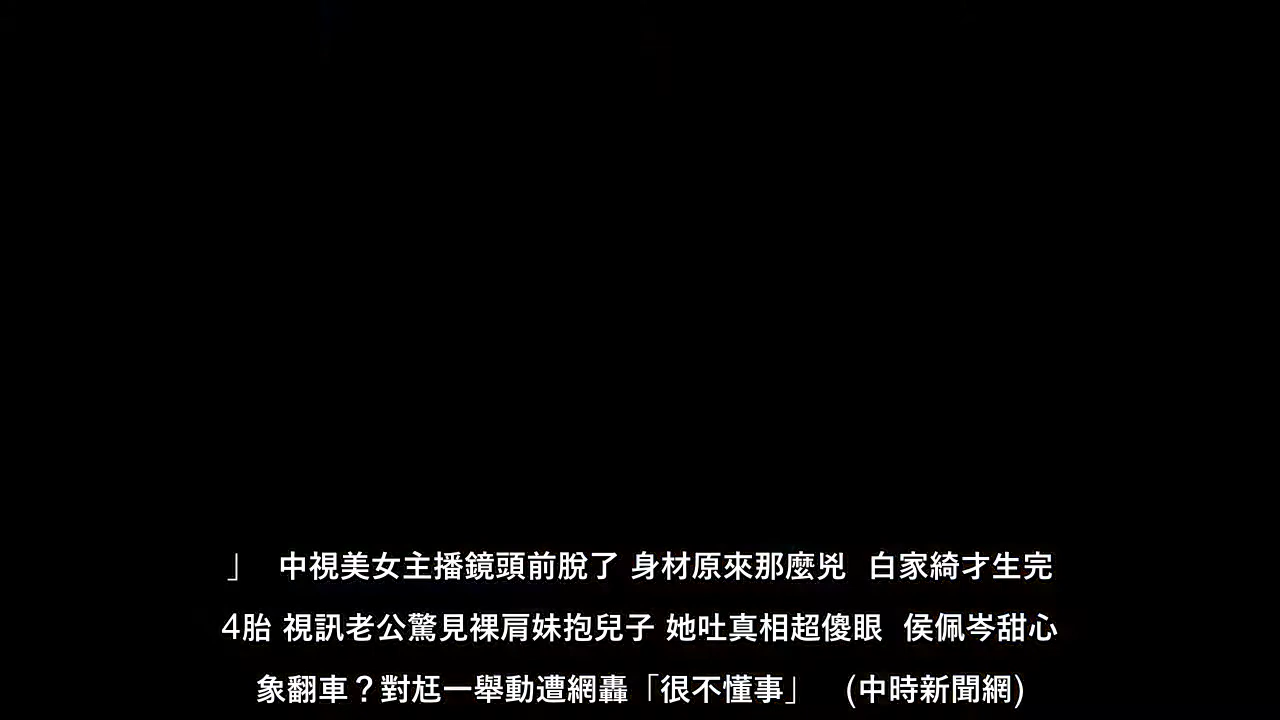 」 中視美女主播鏡頭前脫了 身材原來那麼兇 白家綺才生完
4胎 視訊老公驚見裸肩妹抱兒子 她吐真相超傻眼 侯佩岑甜心
象翻車？對尪一舉動遭網轟「很不懂事」 (中時新聞網)